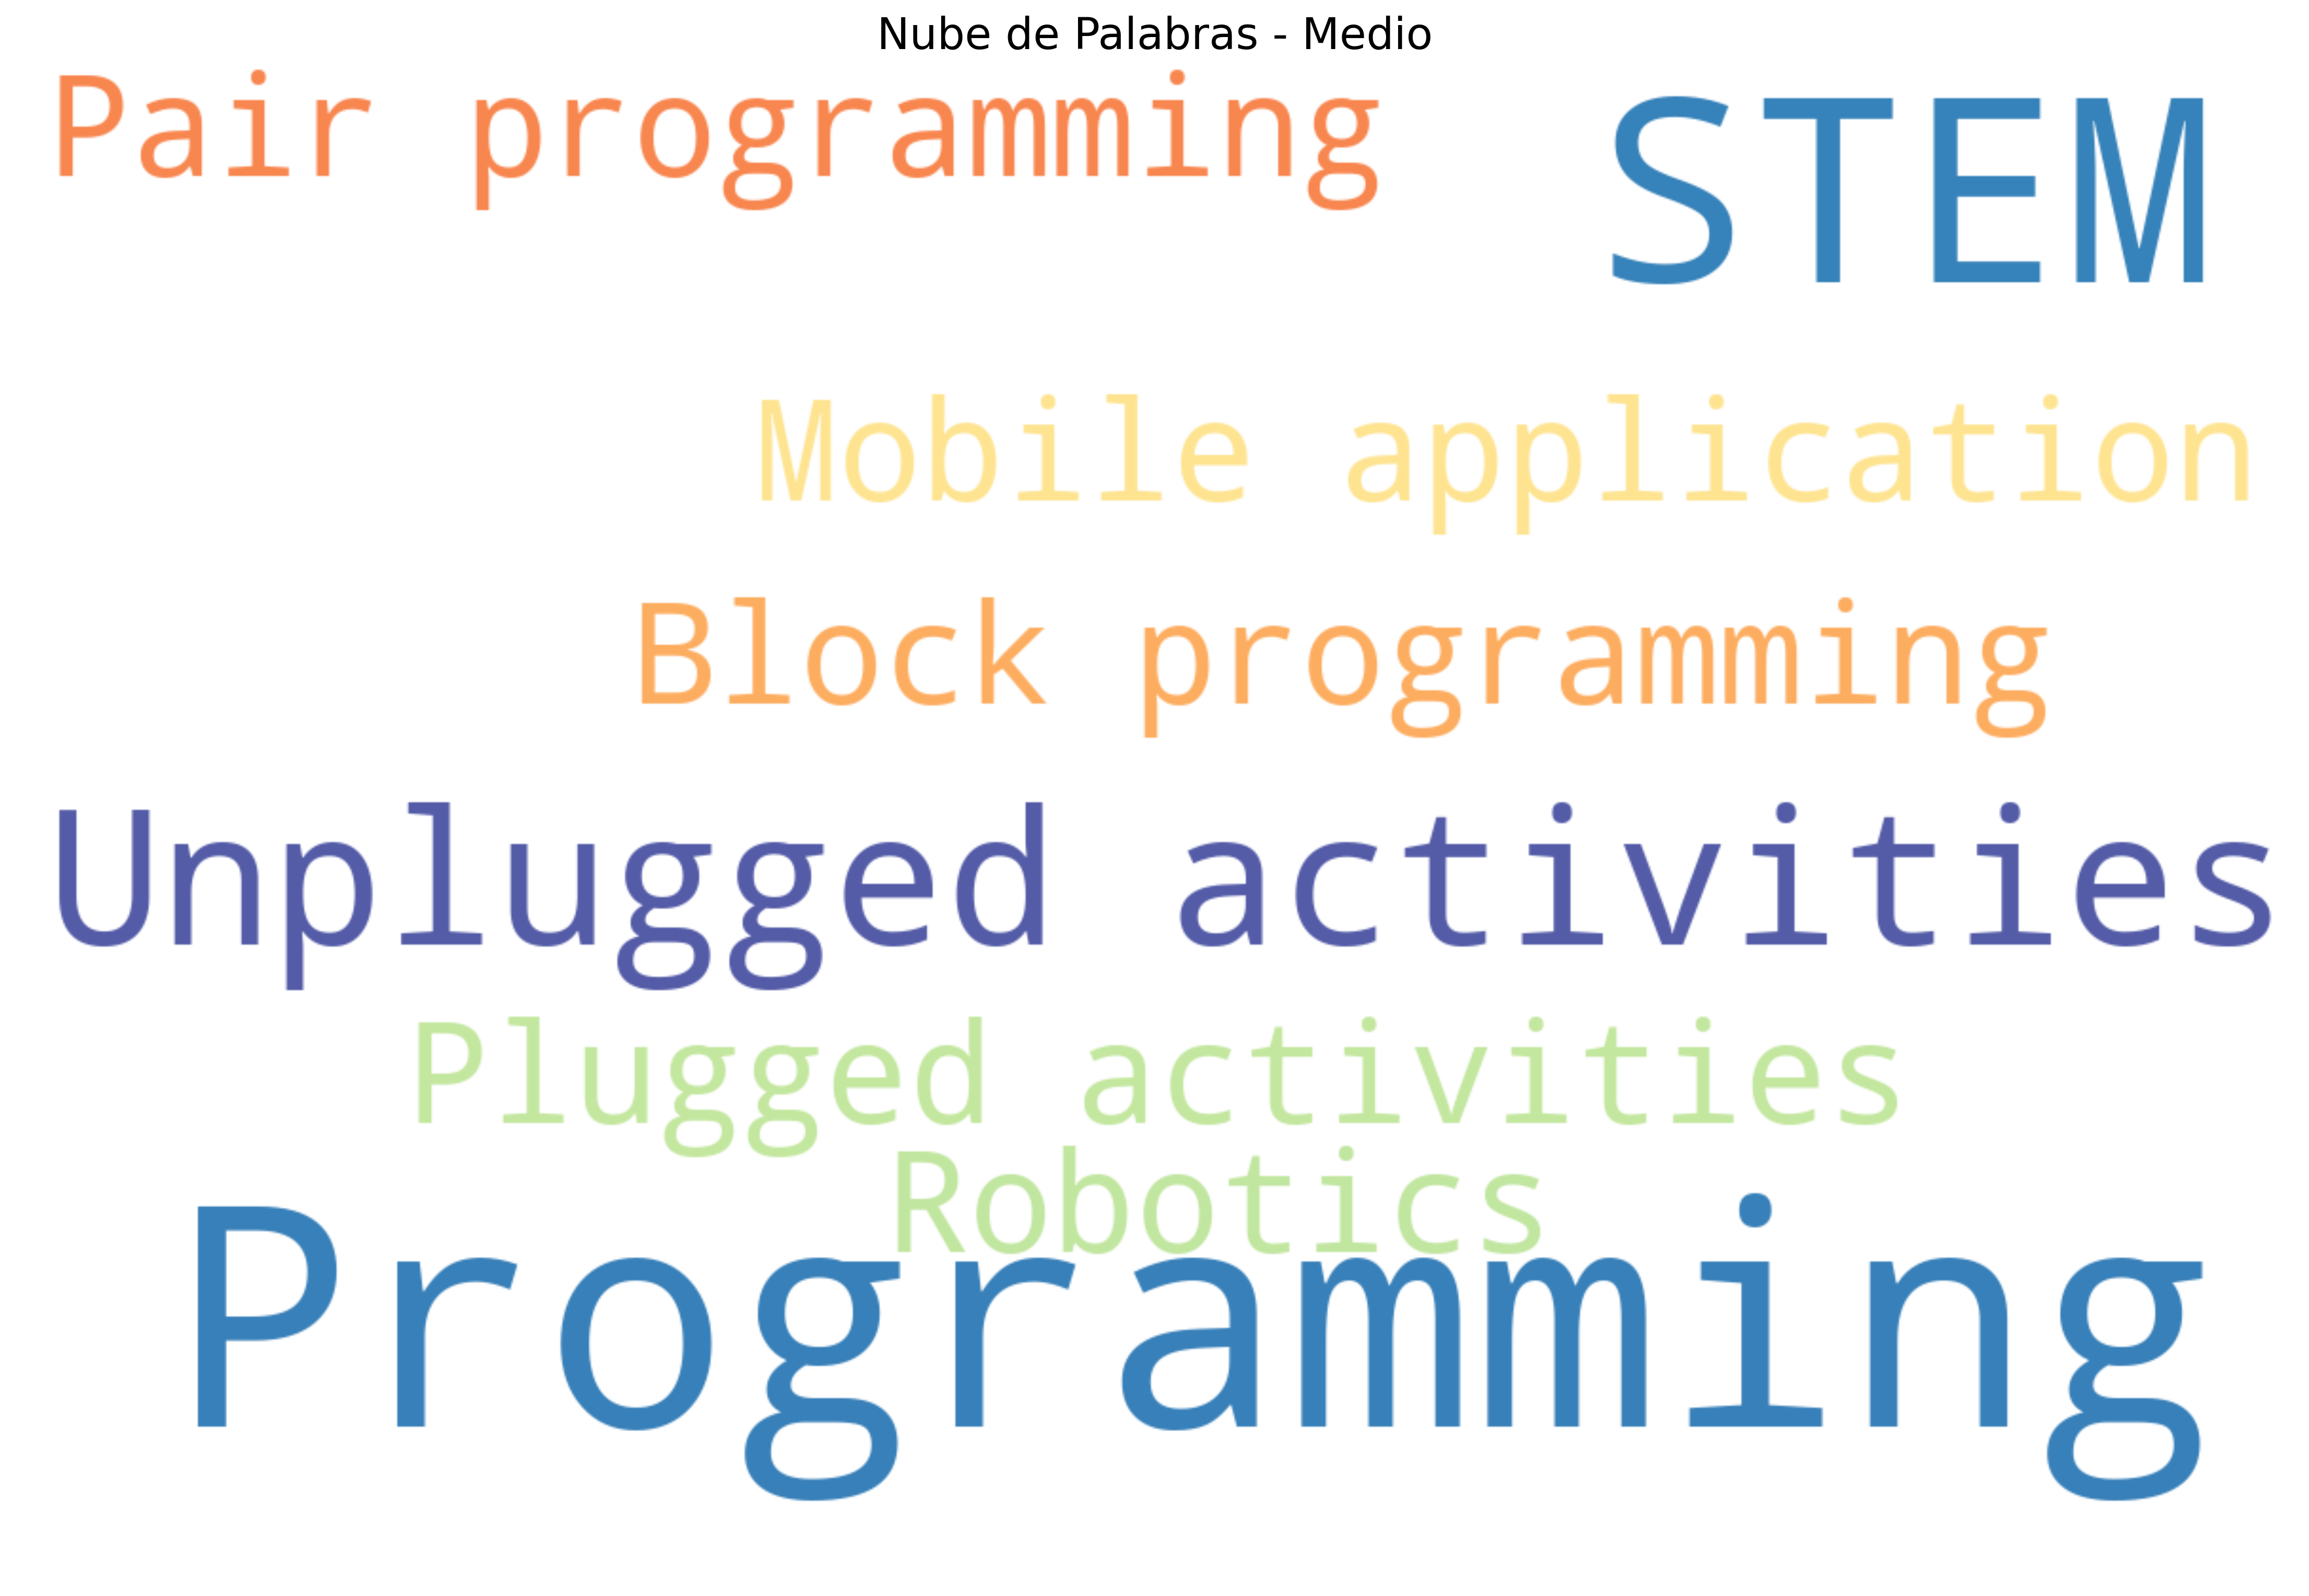 Nube de Palabras - Medio
Pair programming
STEM
Mobile application
Block programming
Unplugged activities
Plugged activities
Robotics
Programming